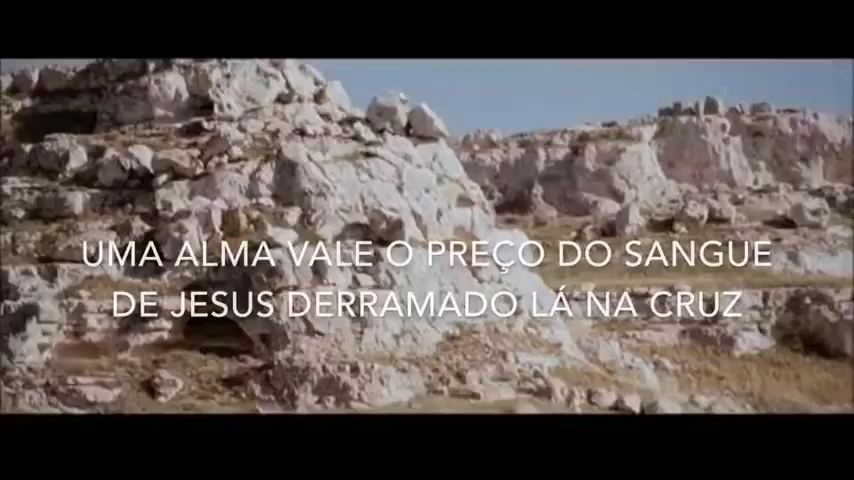 UMA ALMA VALE O PREÇO DO SANGUE
DE JESUS DERRAMADO LÁ NA CRUZ